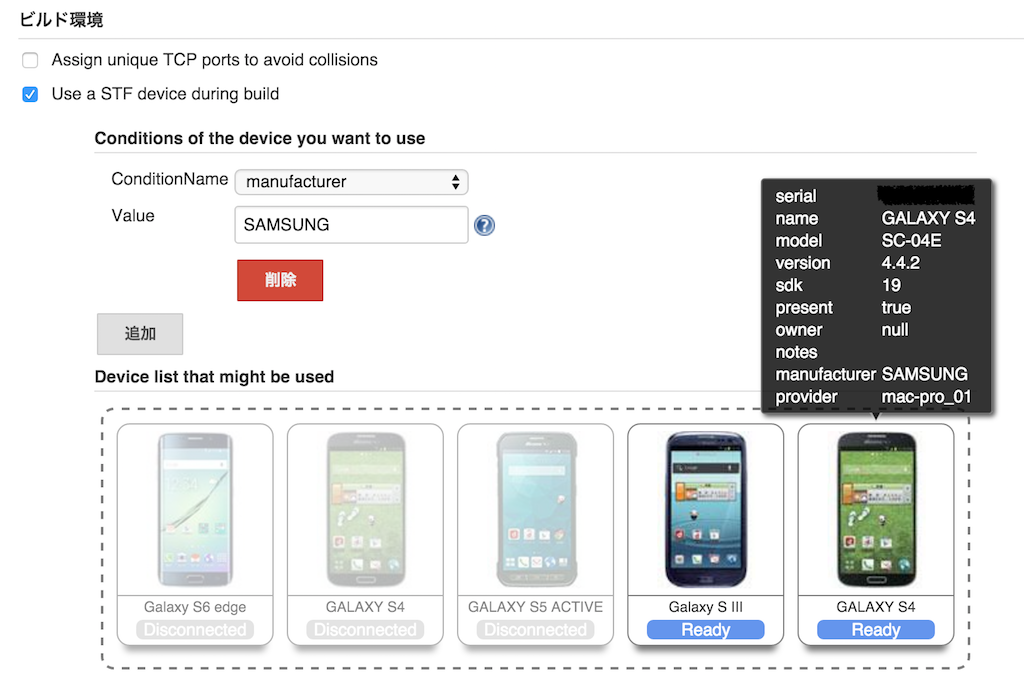 ビルド環境
Assign unique TCP ports to avoid collisions
Use a STF device during build
Conditions of the device you want to use
ConditionName manufacturer
Value SAMSUNG ?
削除
追加
serial
name GALAXY S4
model SC-04E
version 4.4.2
sdk 19
present true
owner null
notes
manufacturer SAMSUNG
provider mac-pro_01
Device list that might be used
Galaxy S6 edge
Disconnected
GALAXY S4
Disconnected
GALAXY S5 ACTIVE
Disconnected
Galaxy S III
Ready
GALAXY S4
Ready